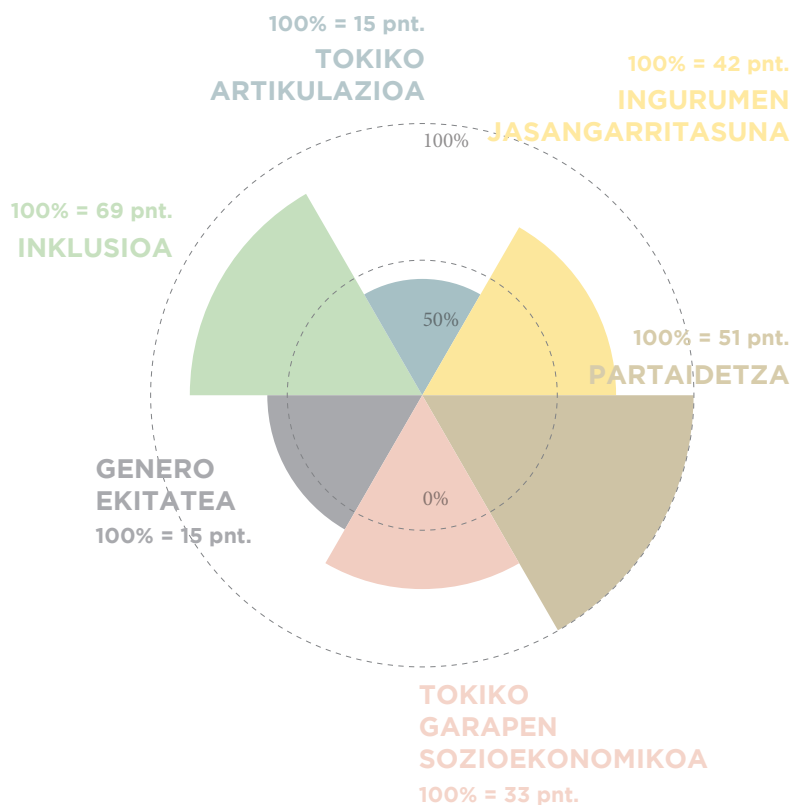 100% = 15 pnt.
TOKIKO
ARTIKULAZIOA
100% = 42 pnt.
INGURUMEN
JASANGARRITASUNA
100%
100% = 69 pnt.
INKLUSIOA
50%
100% = 51 pnt.
PARTAIDETZA
GENERO
EKITATEA
100% = 15 pnt.
0%
TOKIKO
GARAPEN
SOZIOEKONOMIKOA
100% = 33 pnt.